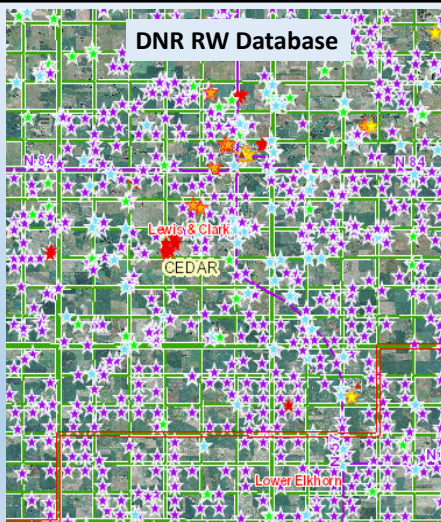 DNR RW Database
N 84
N 84
Lewis & Clark
CEDAR
Lower Elkhorn